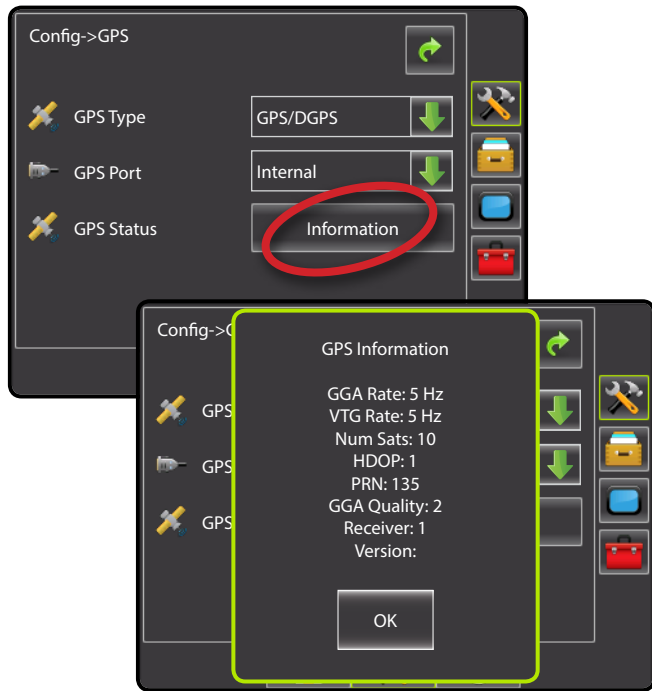 Config->GPS
GPS Type
GPS/DGPS
GPS Port
Internal
GPS Status
Information
Config->G
GPS Information
GPS
GPS
GPS
GGA Rate: 5 Hz
VTG Rate: 5 Hz
Num Sats: 10
HDOP: 1
PRN: 135
GGA Quality: 2
Receiver: 1
Version:
OK